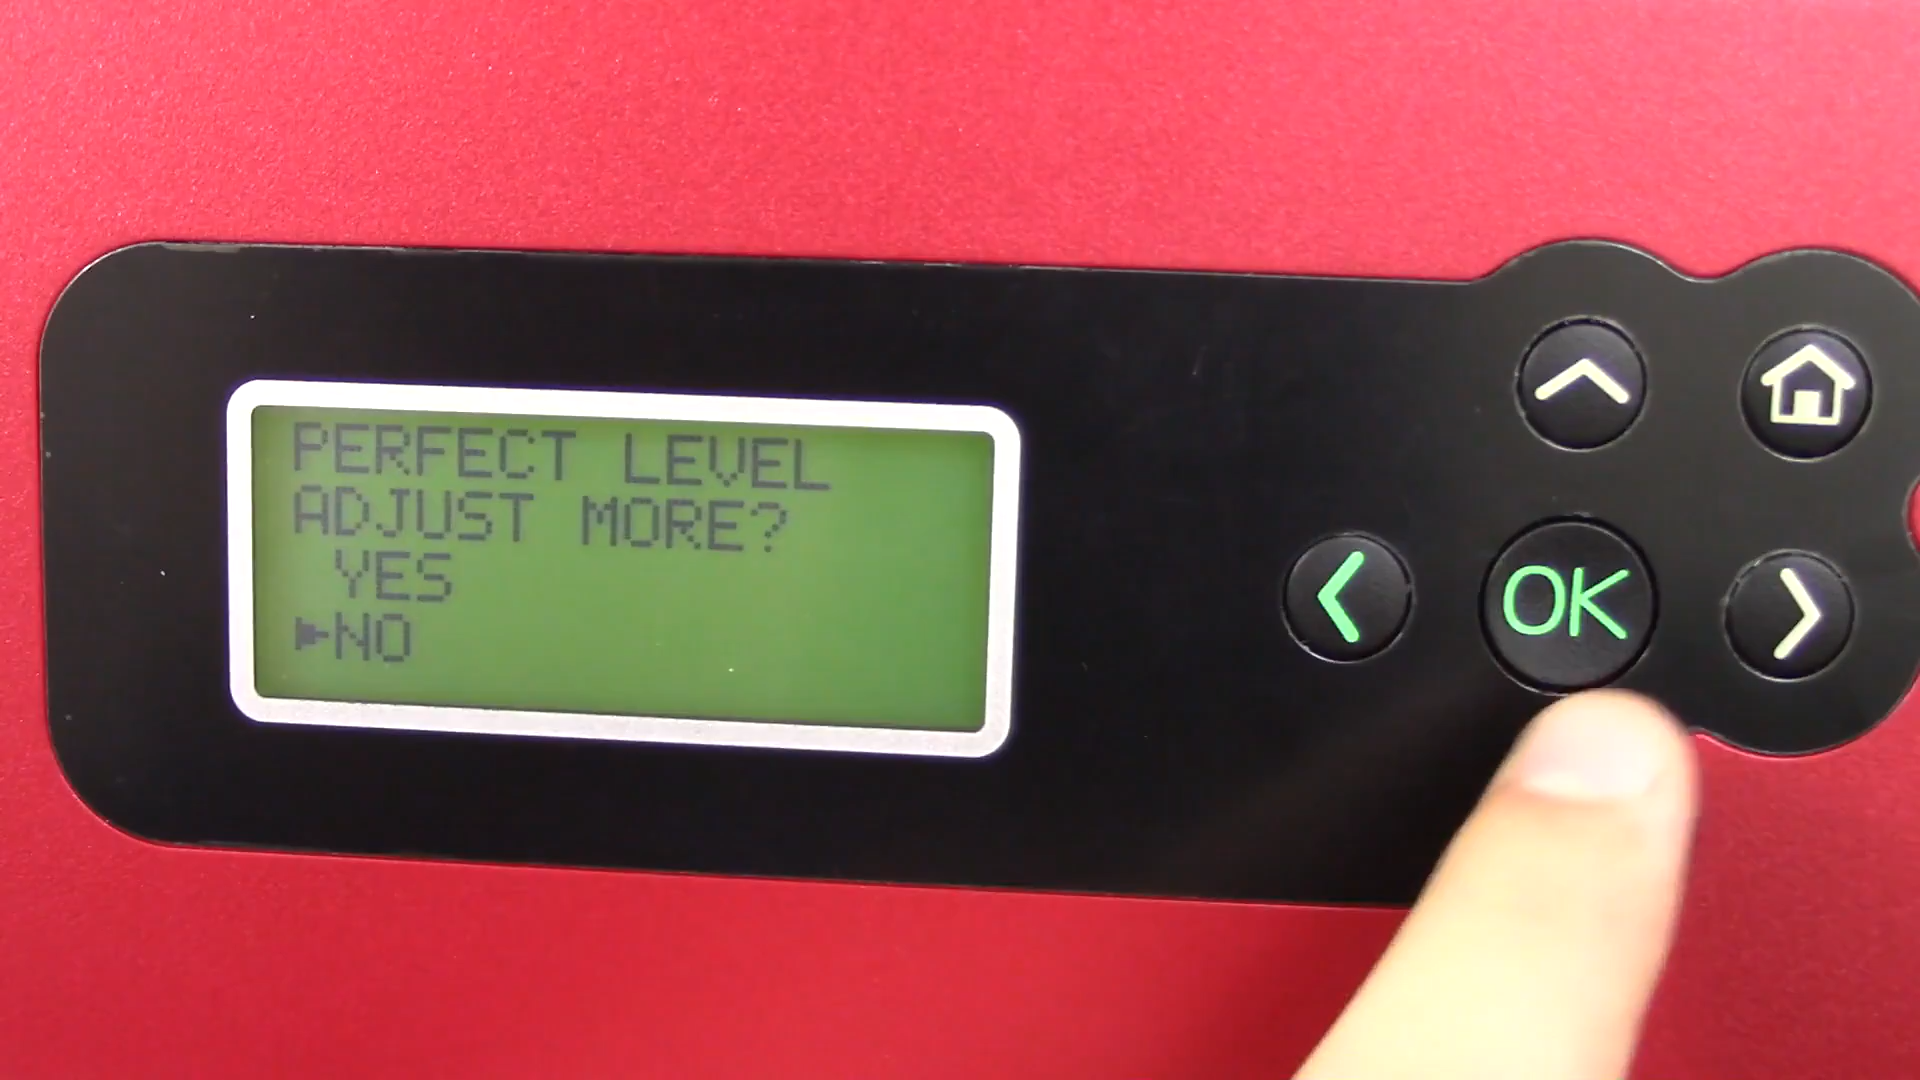 PERFECT LEVEL
ADJUST MORE?
YES
►NO
OK